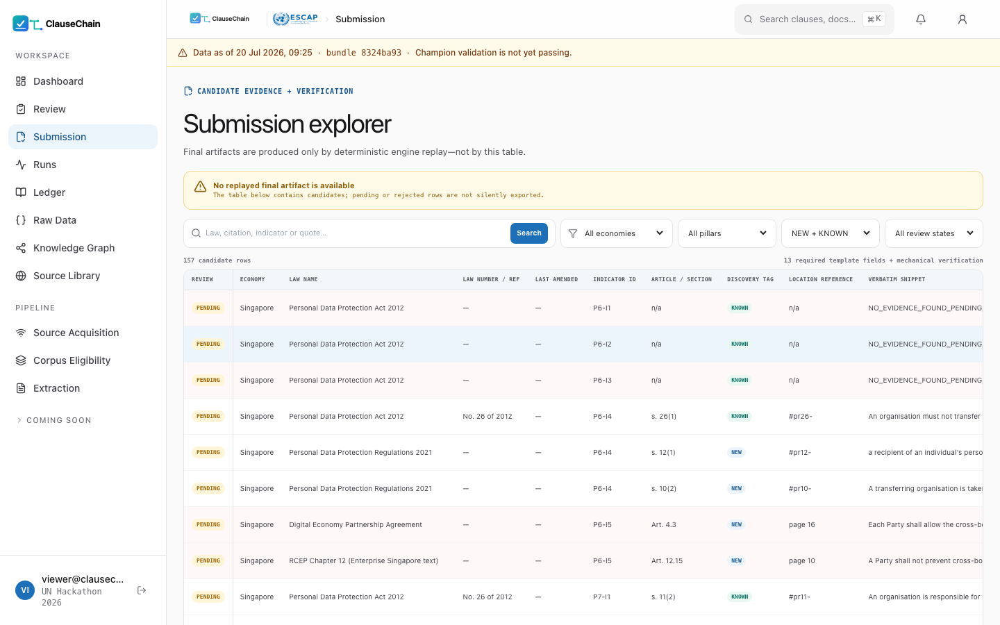 ClauseChain
WORKSPACE
Dashboard
Review
Submission
Runs
Ledger
Raw Data
Knowledge Graph
Source Library
PIPELINE
Source Acquisition
Corpus Eligibility
Extraction
COMING SOON
VI
viewer@clausec...
UN Hackathon
2026
ClauseChain
ESCAP
Submission
Search clauses, docs...
⌘ K
Data as of 20 Jul 2026, 09:25 · bundle 8324ba93 · Champion validation is not yet passing.
CANDIDATE EVIDENCE + VERIFICATION
Submission explorer
Final artifacts are produced only by deterministic engine replay—not by this table.
No replayed final artifact is available
The table below contains candidates; pending or rejected rows are not silently exported.
Law, citation, indicator or quote...
Search
All economies
All pillars
NEW + KNOWN
All review states
157 candidate rows
13 required template fields + mechanical verification
REVIEW ECONOMY LAW NAME LAW NUMBER / REF LAST AMENDED INDICATOR ID ARTICLE / SECTION DISCOVERY TAG LOCATION REFERENCE VERBATIM SNIPPET
PENDING Singapore Personal Data Protection Act 2012 — — P6-I1 n/a KNOWN n/a NO_EVIDENCE_FOUND_PENDING_
PENDING Singapore Personal Data Protection Act 2012 — — P6-I2 n/a KNOWN n/a NO_EVIDENCE_FOUND_PENDING_
PENDING Singapore Personal Data Protection Act 2012 — — P6-I3 n/a KNOWN n/a NO_EVIDENCE_FOUND_PENDING_
PENDING Singapore Personal Data Protection Act 2012 No. 26 of 2012 — P6-I4 s. 26(1) KNOWN #pr26- An organisation must not transfer
PENDING Singapore Personal Data Protection Regulations 2021 — — P6-I4 s. 12(1) NEW #pr12- a recipient of an individual's perso
PENDING Singapore Personal Data Protection Regulations 2021 — — P6-I4 s. 10(2) NEW #pr10- A transferring organisation is take
PENDING Singapore Digital Economy Partnership Agreement — — P6-I5 Art. 4.3 NEW page 16 Each Party shall allow the cross-b
PENDING Singapore RCEP Chapter 12 (Enterprise Singapore text) — — P6-I5 Art. 12.15 NEW page 10 A Party shall not prevent cross-bo
PENDING Singapore Personal Data Protection Act 2012 No. 26 of 2012 — P7-I1 s. 11(2) KNOWN #pr11- An organisation is responsible for